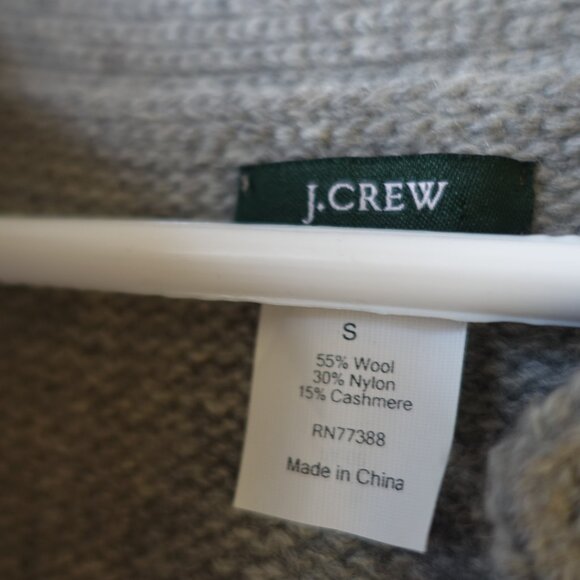 J.CREW
S
55% Wool
30% Nylon
15% Cashmere
RN77388
Made in China